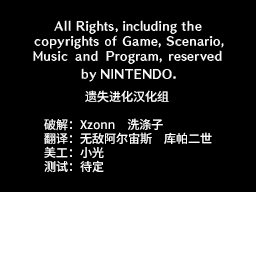 All Rights, including the
copyrights of Game, Scenario,
Music and Program, reserved
by NINTENDO.
遗失进化汉化组
破解：Xzonn　洗涤子
翻译：无敌阿尔宙斯　库帕二世
美工：小光
测试：待定